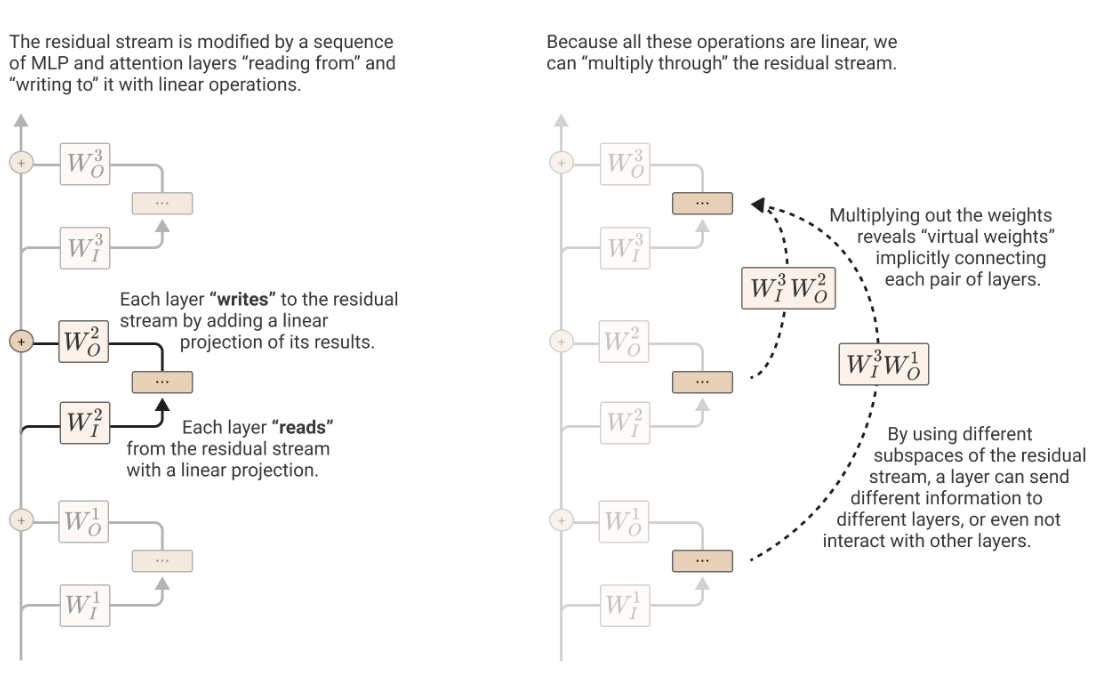 The residual stream is modified by a sequence
of MLP and attention layers “reading from” and
“writing to” it with linear operations.
+
W_O^3
...
W_I^3
Each layer “writes” to the residual
stream by adding a linear
projection of its results.
+
W_O^2
...
W_I^2
Each layer “reads”
from the residual stream
with a linear projection.
+
W_O^1
...
W_I^1
Because all these operations are linear, we
can “multiply through” the residual stream.
+
W_O^3
...
W_I^3
Multiplying out the weights
reveals “virtual weights”
implicitly connecting
each pair of layers.
W_I^3 W_O^2
+
W_O^2
...
W_I^2
W_I^3 W_O^1
By using different
subspaces of the residual
stream, a layer can send
different information to
different layers, or even not
interact with other layers.
+
W_O^1
...
W_I^1